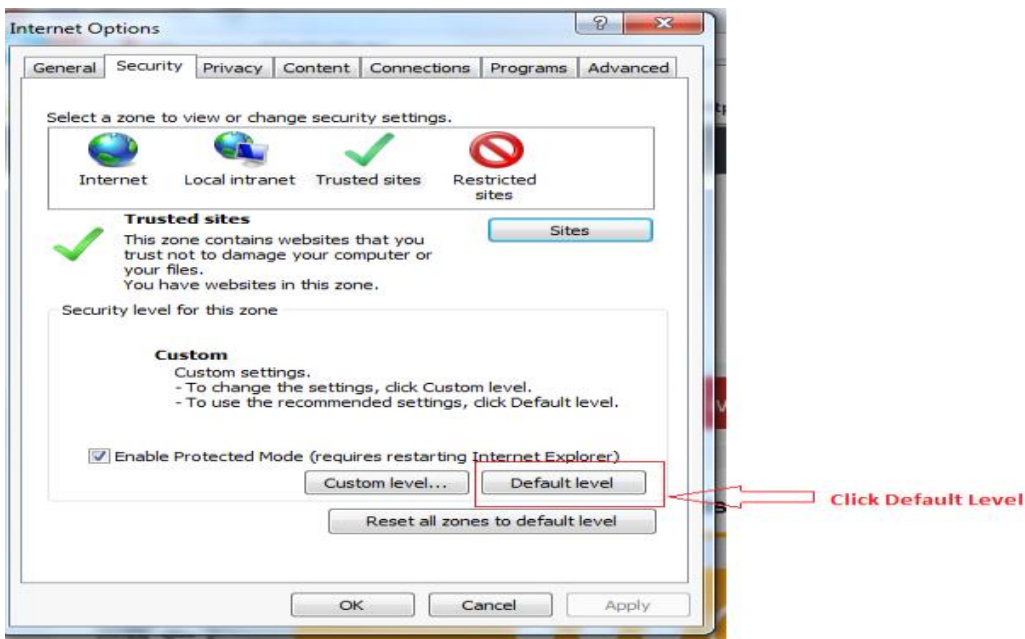 Internet Options
?
General Security Privacy Content Connections Programs Advanced
Select a zone to view or change security settings.
Internet Local intranet Trusted sites Restricted
sites
Trusted sites
Sites
This zone contains websites that you
trust not to damage your computer or
your files.
You have websites in this zone.
Security level for this zone
Custom
Custom settings.
- To change the settings, click Custom level.
- To use the recommended settings, click Default level.
Enable Protected Mode (requires restarting Internet Explorer)
Custom level... Default level
Click Default Level
Reset all zones to default level
OK Cancel Apply